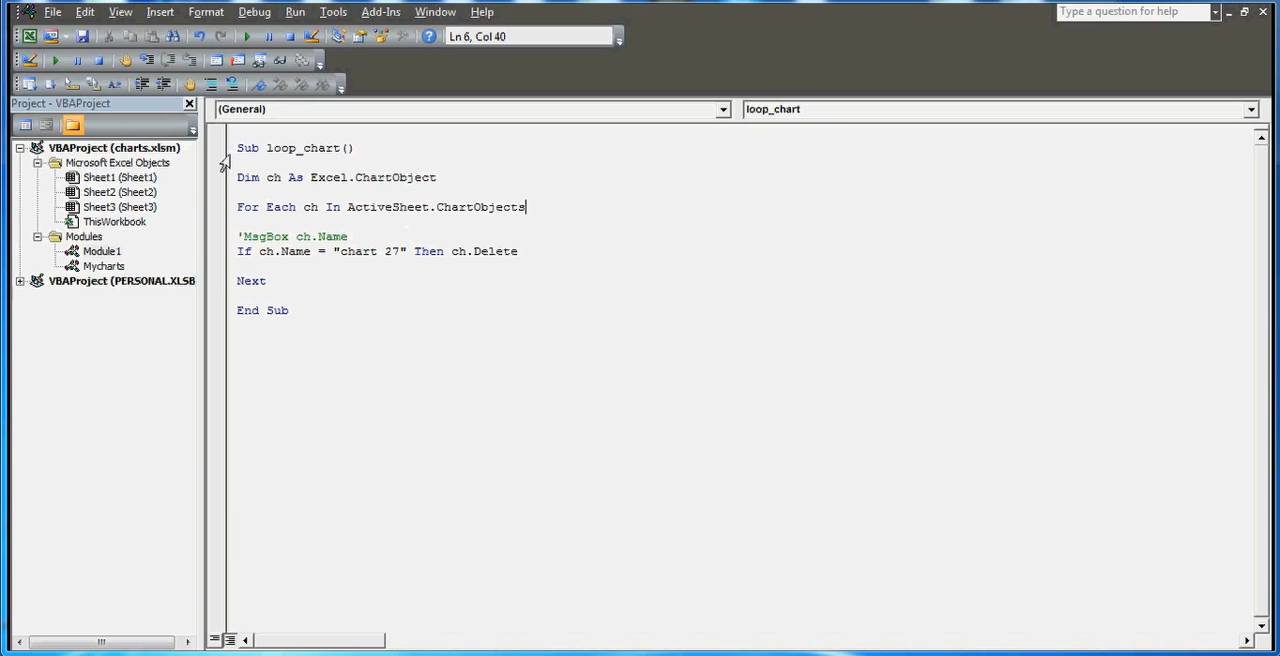 File Edit View Insert Format Debug Run Tools Add-Ins Window Help
Type a question for help
Ln 6, Col 40
Project - VBAProject
(General)
loop_chart
VBAProject (charts.xlsm)
Microsoft Excel Objects
Sheet1 (Sheet1)
Sheet2 (Sheet2)
Sheet3 (Sheet3)
ThisWorkbook
Modules
Module1
Mycharts
VBAProject (PERSONAL.XLSB
Sub loop_chart()
Dim ch As Excel.ChartObject
For Each ch In ActiveSheet.ChartObjects
'MsgBox ch.Name
If ch.Name = "chart 27" Then ch.Delete
Next
End Sub